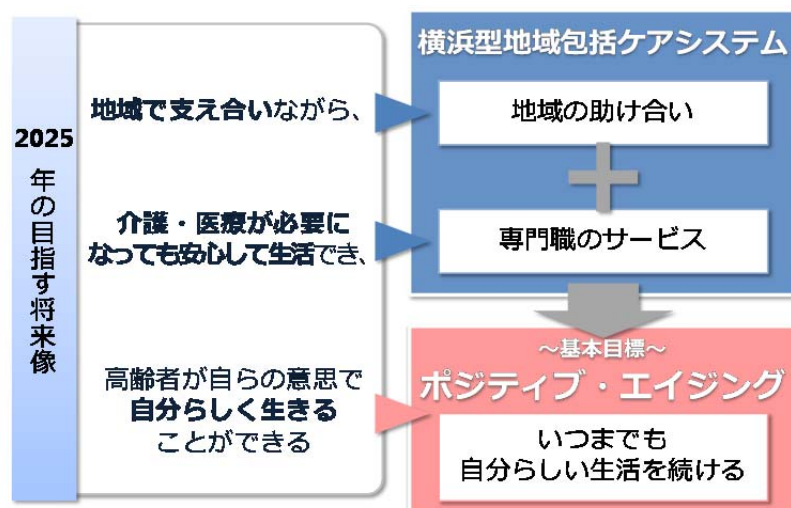 2025
年の目指す将来像
地域で支え合いながら、
介護・医療が必要に
なっても安心して生活でき、
高齢者が自らの意思で
自分らしく生きる
ことができる
横浜型地域包括ケアシステム
地域の助け合い
専門職のサービス
～基本目標～
ポジティブ・エイジング
いつまでも
自分らしい生活を続ける